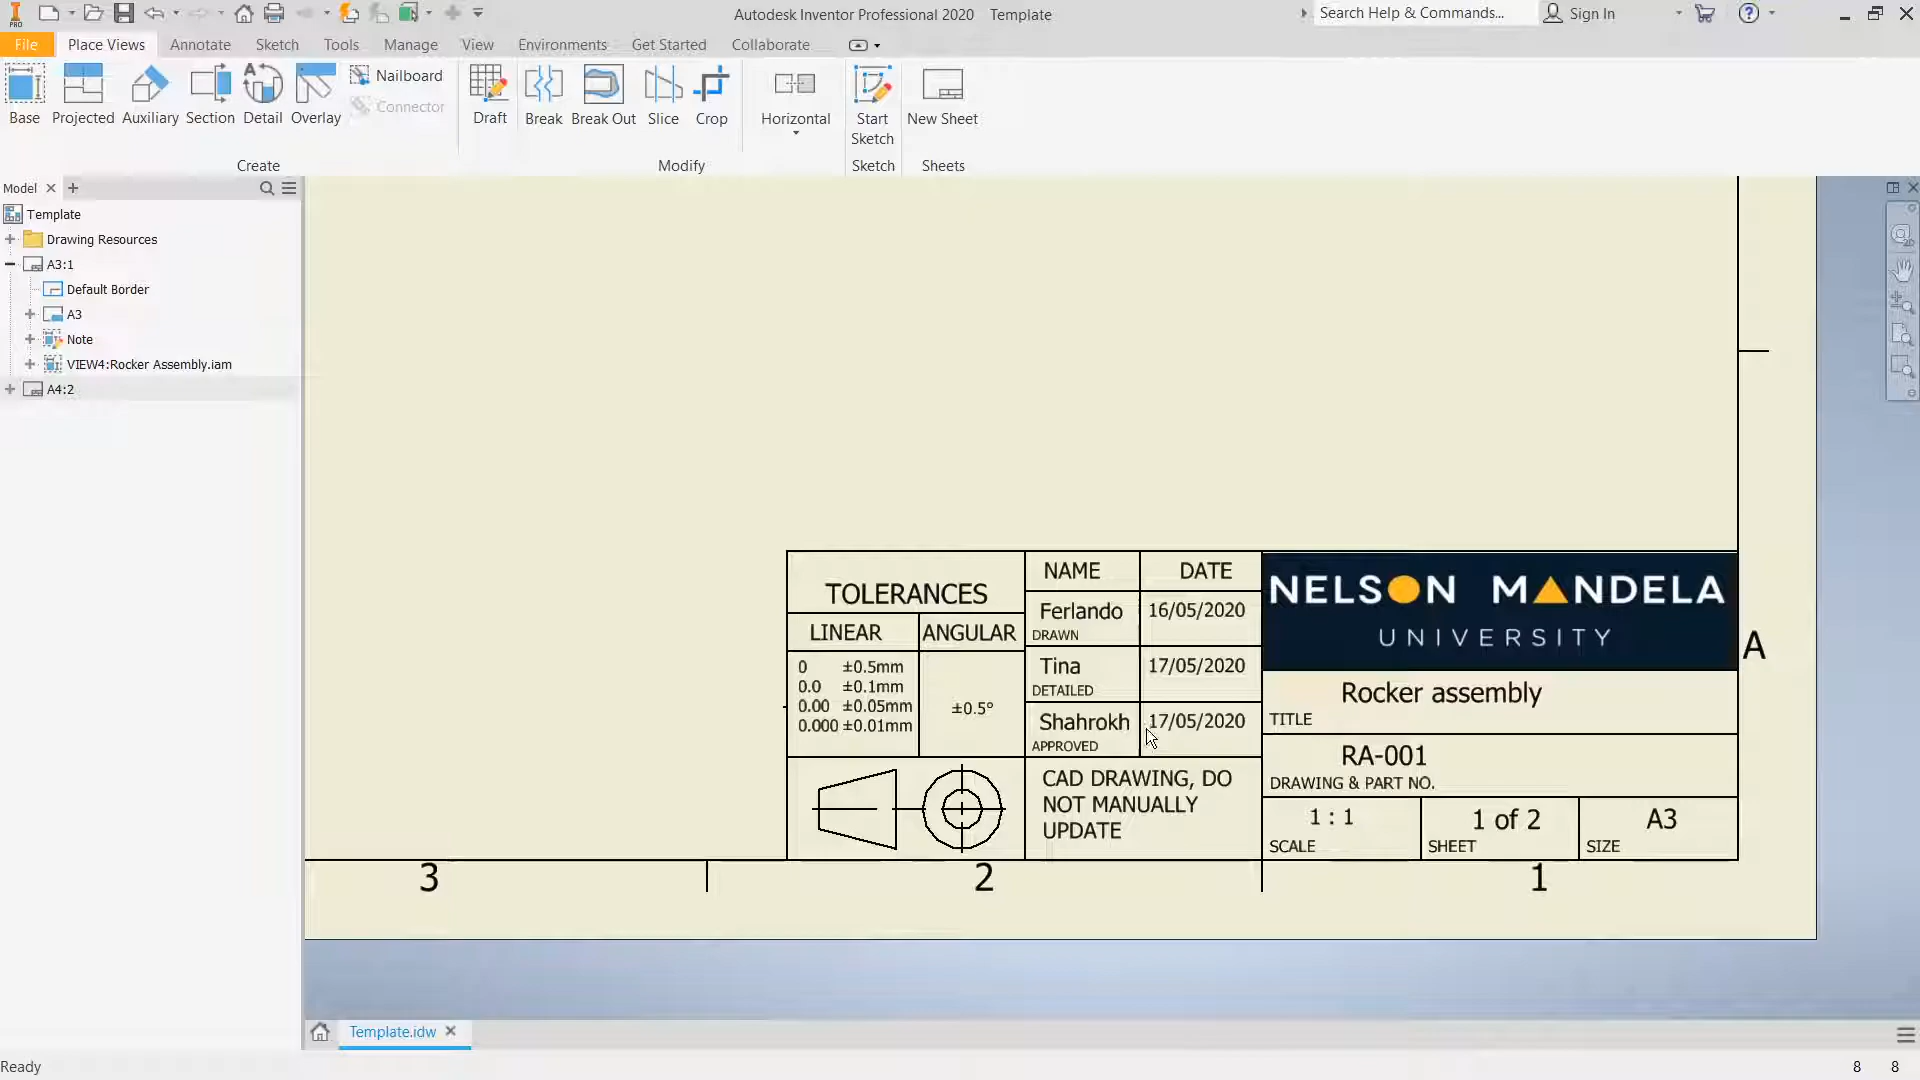 Autodesk Inventor Professional 2020 Template
Search Help & Commands...
Sign In
File
Place Views
Annotate
Sketch
Tools
Manage
View
Environments
Get Started
Collaborate
Base
Projected
Auxiliary
Section
Detail
Overlay
Nailboard
Connector
Draft
Break
Break Out
Slice
Crop
Horizontal
Start
Sketch
New Sheet
Create
Modify
Sketch
Sheets
Model
Template
Drawing Resources
A3:1
Default Border
A3
Note
VIEW4:Rocker Assembly.iam
A4:2
TOLERANCES
LINEAR
ANGULAR
0 ±0.5mm
0.0 ±0.1mm
0.00 ±0.05mm
0.000 ±0.01mm
±0.5°
NAME
DATE
Ferlando
16/05/2020
DRAWN
Tina
17/05/2020
DETAILED
Shahrokh
17/05/2020
APPROVED
CAD DRAWING, DO
NOT MANUALLY
UPDATE
NELSON MANDELA
UNIVERSITY
Rocker assembly
TITLE
RA-001
DRAWING & PART NO.
1 : 1
SCALE
1 of 2
SHEET
A3
SIZE
A
3
2
1
Template.idw
Ready
8 8